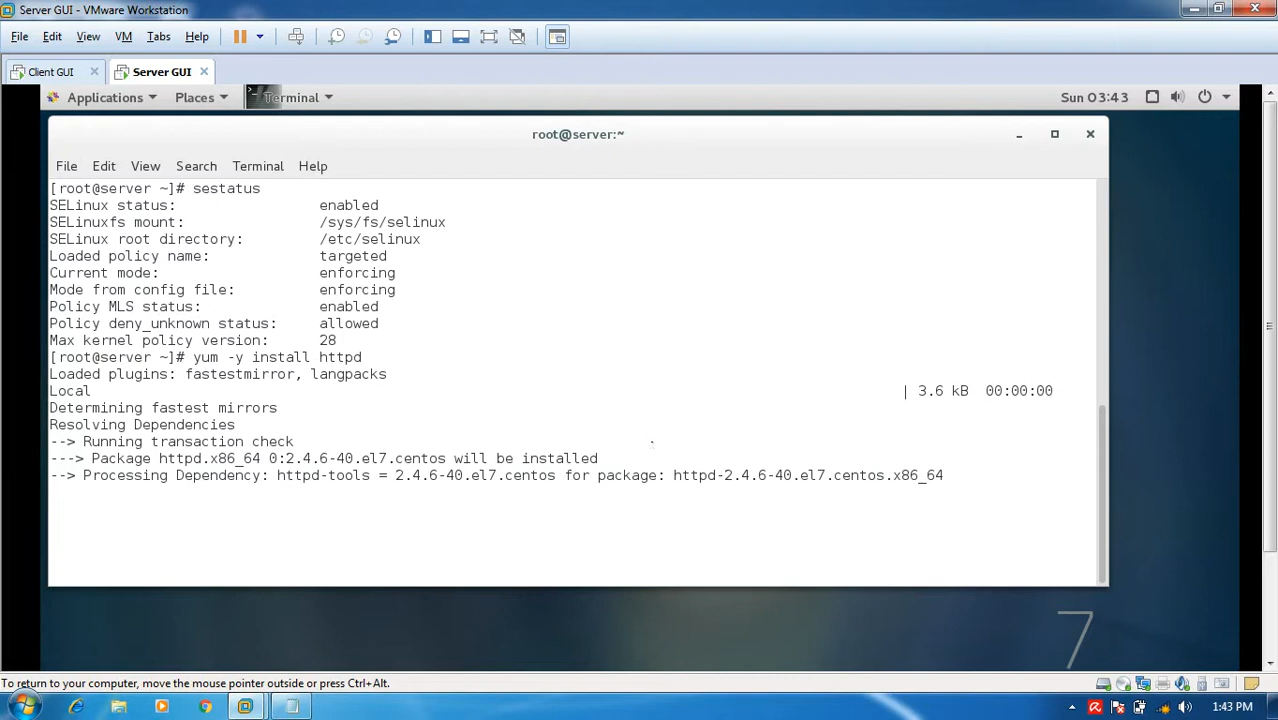 Server GUI - VMware Workstation
File Edit View VM Tabs Help
Client GUI Server GUI
Applications Places Terminal Sun 03:43
root@server:~
File Edit View Search Terminal Help
[root@server ~]# sestatus
SELinux status: enabled
SELinuxfs mount: /sys/fs/selinux
SELinux root directory: /etc/selinux
Loaded policy name: targeted
Current mode: enforcing
Mode from config file: enforcing
Policy MLS status: enabled
Policy deny_unknown status: allowed
Max kernel policy version: 28
[root@server ~]# yum -y install httpd
Loaded plugins: fastestmirror, langpacks
Local | 3.6 kB 00:00:00
Determining fastest mirrors
Resolving Dependencies
--> Running transaction check
---> Package httpd.x86_64 0:2.4.6-40.el7.centos will be installed
--> Processing Dependency: httpd-tools = 2.4.6-40.el7.centos for package: httpd-2.4.6-40.el7.centos.x86_64
7
To return to your computer, move the mouse pointer outside or press Ctrl+Alt.
1:43 PM